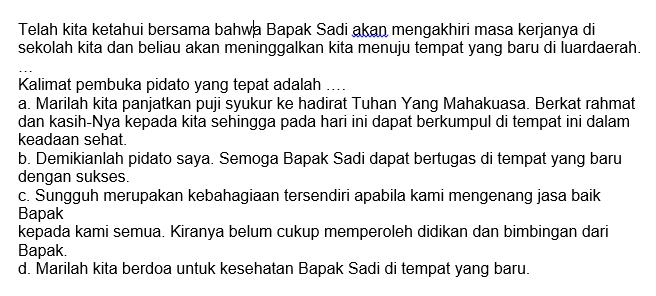 Telah kita ketahui bersama bahwa Bapak Sadi akan mengakhiri masa kerjanya di
sekolah kita dan beliau akan meninggalkan kita menuju tempat yang baru di luardaerah.
...
Kalimat pembuka pidato yang tepat adalah ....
a. Marilah kita panjatkan puji syukur ke hadirat Tuhan Yang Mahakuasa. Berkat rahmat
dan kasih-Nya kepada kita sehingga pada hari ini dapat berkumpul di tempat ini dalam
keadaan sehat.
b. Demikianlah pidato saya. Semoga Bapak Sadi dapat bertugas di tempat yang baru
dengan sukses.
c. Sungguh merupakan kebahagiaan tersendiri apabila kami mengenang jasa baik
Bapak
kepada kami semua. Kiranya belum cukup memperoleh didikan dan bimbingan dari
Bapak.
d. Marilah kita berdoa untuk kesehatan Bapak Sadi di tempat yang baru.